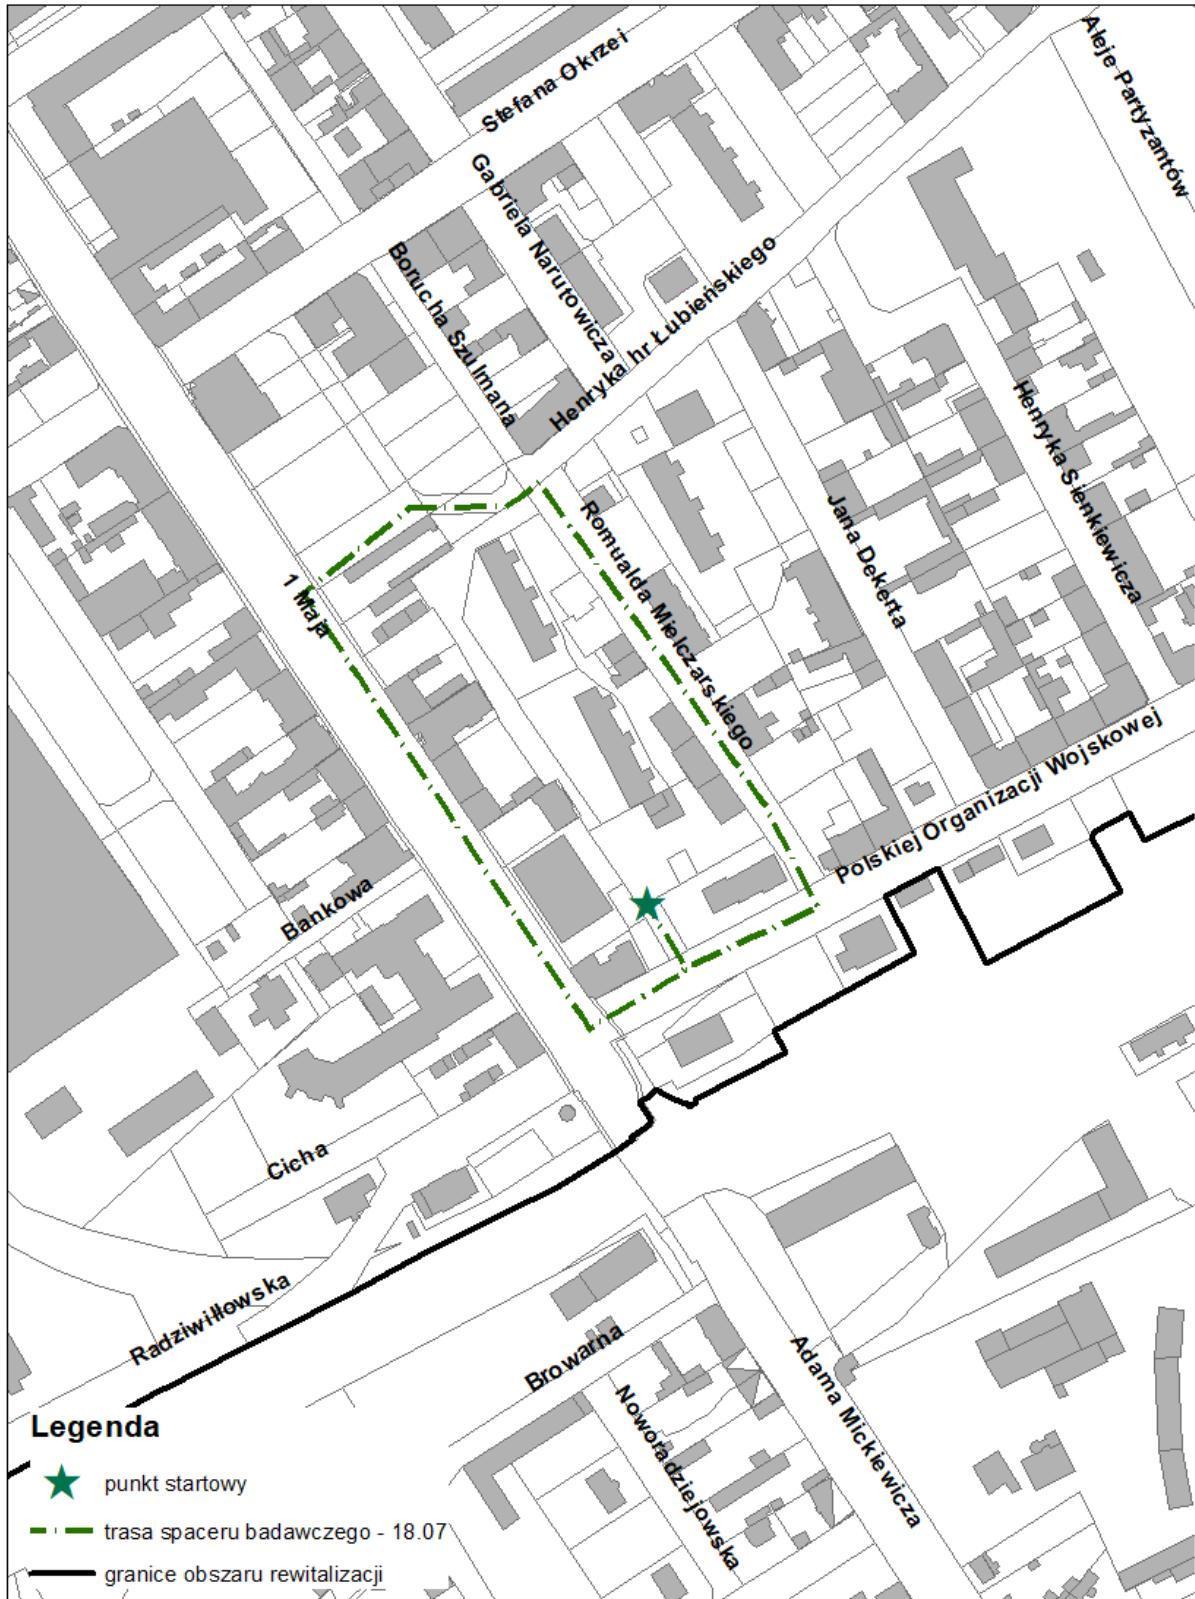 Stefana Okrzei
Aleje Partyzantów
Gabriela Narutowicza
Borucha Szulmana
Henryka hr Łubieńskiego
Henryka Sienkiewicza
Jana Dekerta
Romualda Mielczarskiego
1 Maja
Polskiej Organizacji Wojskowej
Bankowa
Cicha
Radziwiłłowska
Browarna
Adama Mickiewicza
Noworadziejowska
Legenda
punkt startowy
trasa spaceru badawczego - 18.07
granice obszaru rewitalizacji